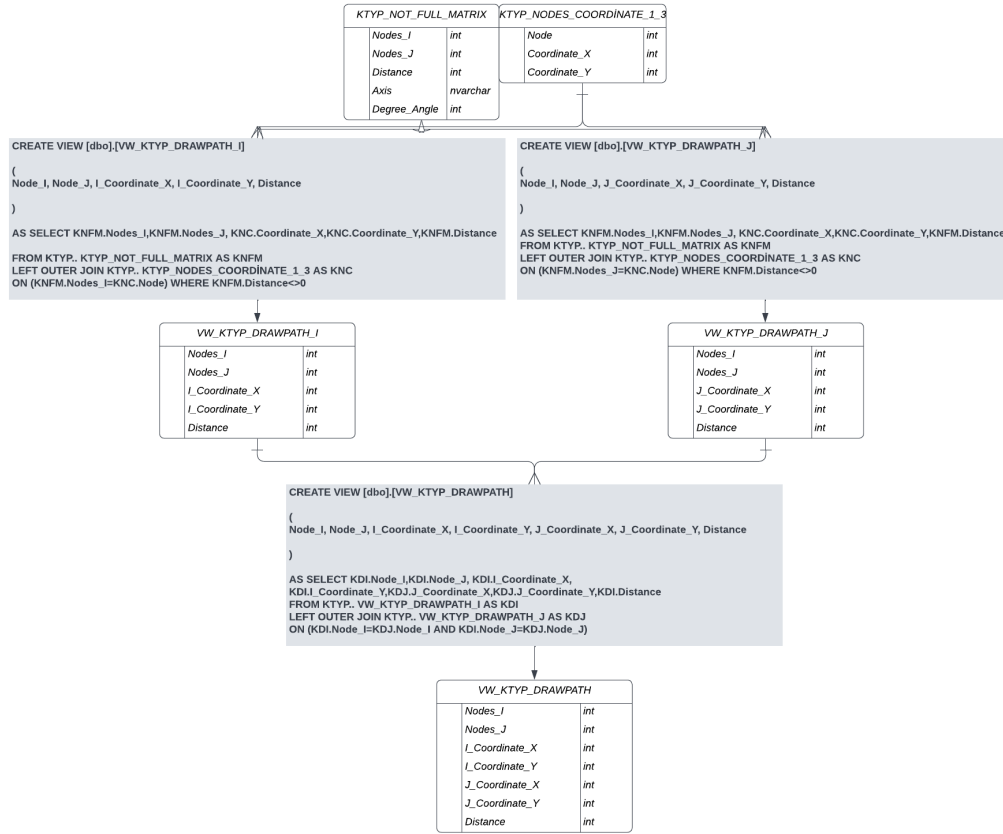 KTYP_NOT_FULL_MATRIX
Nodes_I int
Nodes_J int
Distance int
Axis nvarchar
Degree_Angle int
KTYP_NODES_COORDİNATE_1_3
Node int
Coordinate_X int
Coordinate_Y int
CREATE VIEW [dbo].[VW_KTYP_DRAWPATH_I]
(
Node_I, Node_J, I_Coordinate_X, I_Coordinate_Y, Distance
)
AS SELECT KNFM.Nodes_I,KNFM.Nodes_J, KNC.Coordinate_X,KNC.Coordinate_Y,KNFM.Distance
FROM KTYP.. KTYP_NOT_FULL_MATRIX AS KNFM
LEFT OUTER JOIN KTYP.. KTYP_NODES_COORDİNATE_1_3 AS KNC
ON (KNFM.Nodes_I=KNC.Node) WHERE KNFM.Distance<>0
CREATE VIEW [dbo].[VW_KTYP_DRAWPATH_J]
(
Node_I, Node_J, J_Coordinate_X, J_Coordinate_Y, Distance
)
AS SELECT KNFM.Nodes_I,KNFM.Nodes_J, KNC.Coordinate_X,KNC.Coordinate_Y,KNFM.Distance
FROM KTYP.. KTYP_NOT_FULL_MATRIX AS KNFM
LEFT OUTER JOIN KTYP.. KTYP_NODES_COORDİNATE_1_3 AS KNC
ON (KNFM.Nodes_J=KNC.Node) WHERE KNFM.Distance<>0
VW_KTYP_DRAWPATH_I
Nodes_I int
Nodes_J int
I_Coordinate_X int
I_Coordinate_Y int
Distance int
VW_KTYP_DRAWPATH_J
Nodes_I int
Nodes_J int
J_Coordinate_X int
J_Coordinate_Y int
Distance int
CREATE VIEW [dbo].[VW_KTYP_DRAWPATH]
(
Node_I, Node_J, I_Coordinate_X, I_Coordinate_Y, J_Coordinate_X, J_Coordinate_Y, Distance
)
AS SELECT KDI.Node_I,KDI.Node_J, KDI.I_Coordinate_X,
KDI.I_Coordinate_Y,KDJ.J_Coordinate_X,KDJ.J_Coordinate_Y,KDI.Distance
FROM KTYP.. VW_KTYP_DRAWPATH_I AS KDI
LEFT OUTER JOIN KTYP.. VW_KTYP_DRAWPATH_J AS KDJ
ON (KDI.Node_I=KDJ.Node_I AND KDI.Node_J=KDJ.Node_J)
VW_KTYP_DRAWPATH
Nodes_I int
Nodes_J int
I_Coordinate_X int
I_Coordinate_Y int
J_Coordinate_X int
J_Coordinate_Y int
Distance int